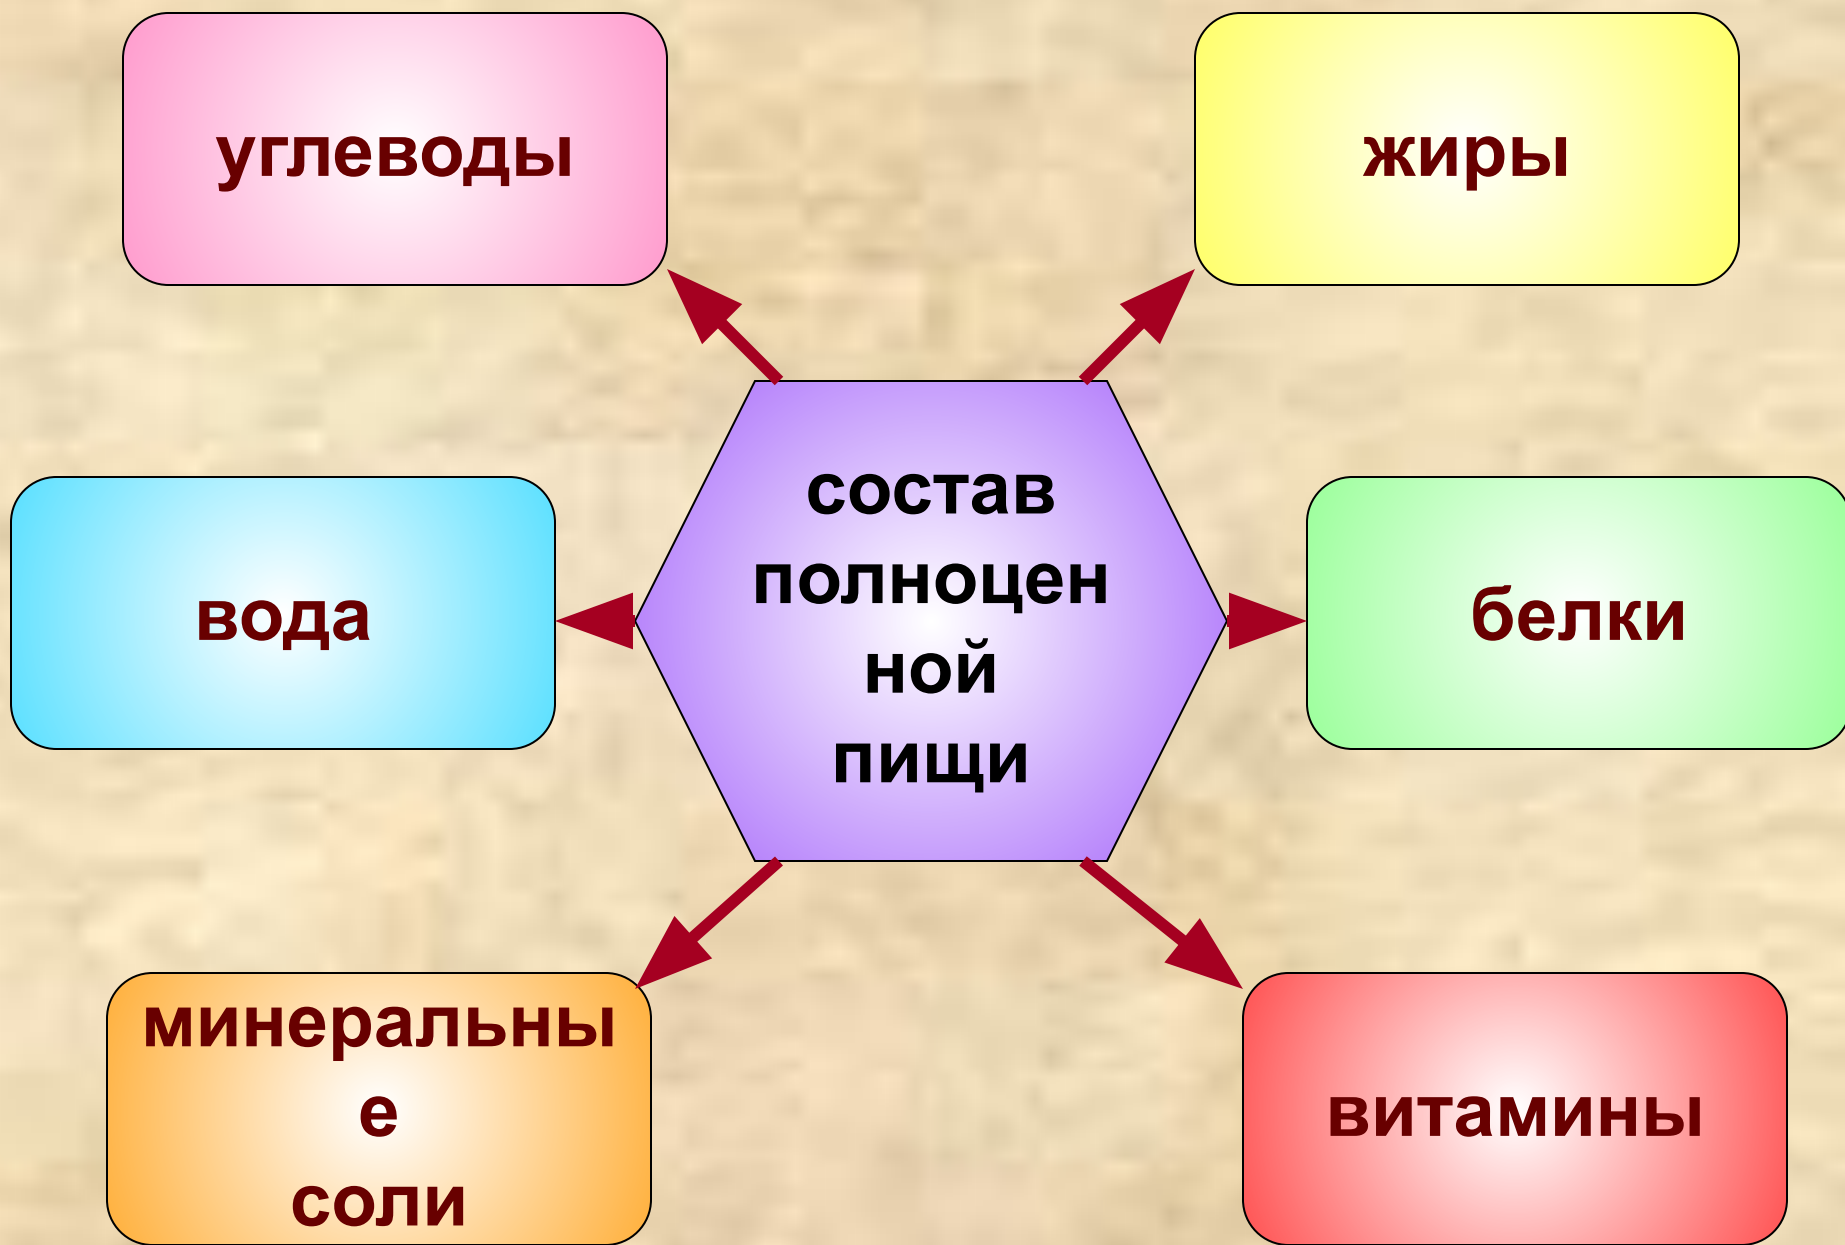 углеводы
жиры
состав
полноцен
ной
пищи
вода
белки
минеральны
е
соли
витамины